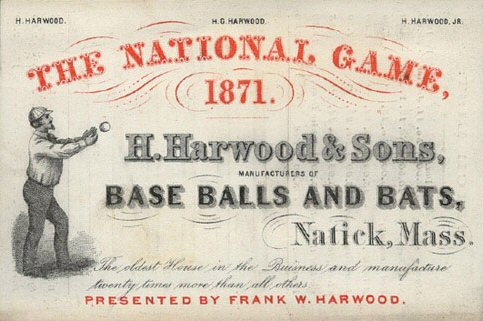 H. HARWOOD. H. G. HARWOOD. H. HARWOOD, JR.
THE NATIONAL GAME,
1871.
H. Harwood & Sons,
MANUFACTURERS OF
BASE BALLS AND BATS,
Natick, Mass.
The oldest House in the Buisness and manufacture
twenty times more than all others.
PRESENTED BY FRANK W. HARWOOD.